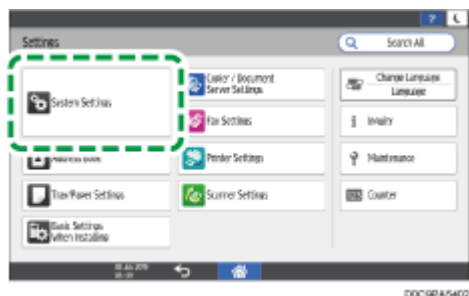 ?
Settings
Search All
System Settings
Copier / Document
Server Settings
Change Language
Language
Fax Settings
Inquiry
Address Book
Printer Settings
Maintenance
Tray/Paper Settings
Scanner Settings
Counter
Basic Settings
When Installing